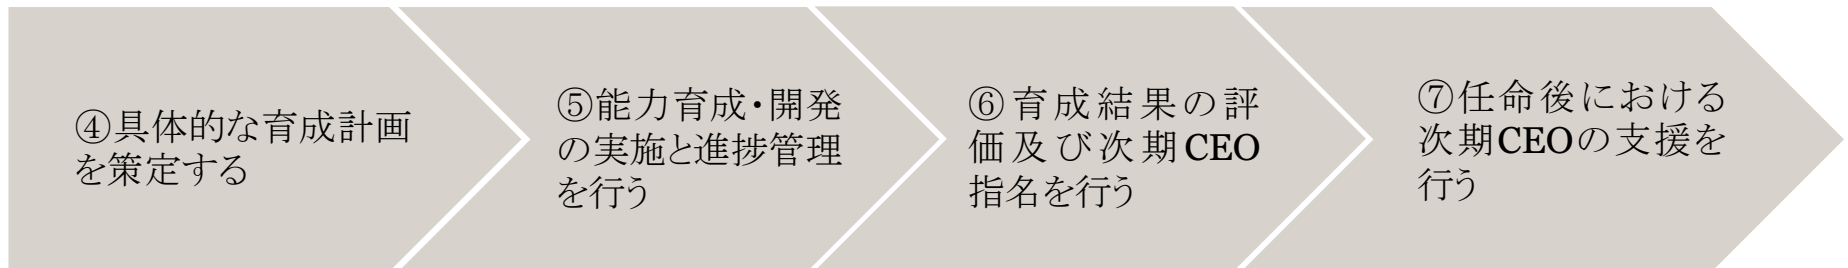 ④具体的な育成計画
を策定する
⑤能力育成・開発
の実施と進捗管理
を行う
⑥育成結果の評
価及び次期CEO
指名を行う
⑦任命後における
次期CEOの支援を
行う